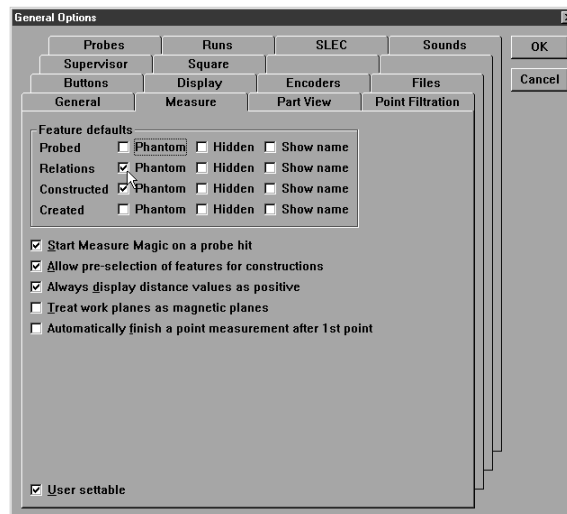 General Options
Probes Runs SLEC Sounds
OK
Supervisor Square
Buttons Display Encoders Files
Cancel
General Measure Part View Point Filtration
Feature defaults
Probed Phantom Hidden Show name
Relations Phantom Hidden Show name
Constructed Phantom Hidden Show name
Created Phantom Hidden Show name
Start Measure Magic on a probe hit
Allow pre-selection of features for constructions
Always display distance values as positive
Treat work planes as magnetic planes
Automatically finish a point measurement after 1st point
User settable